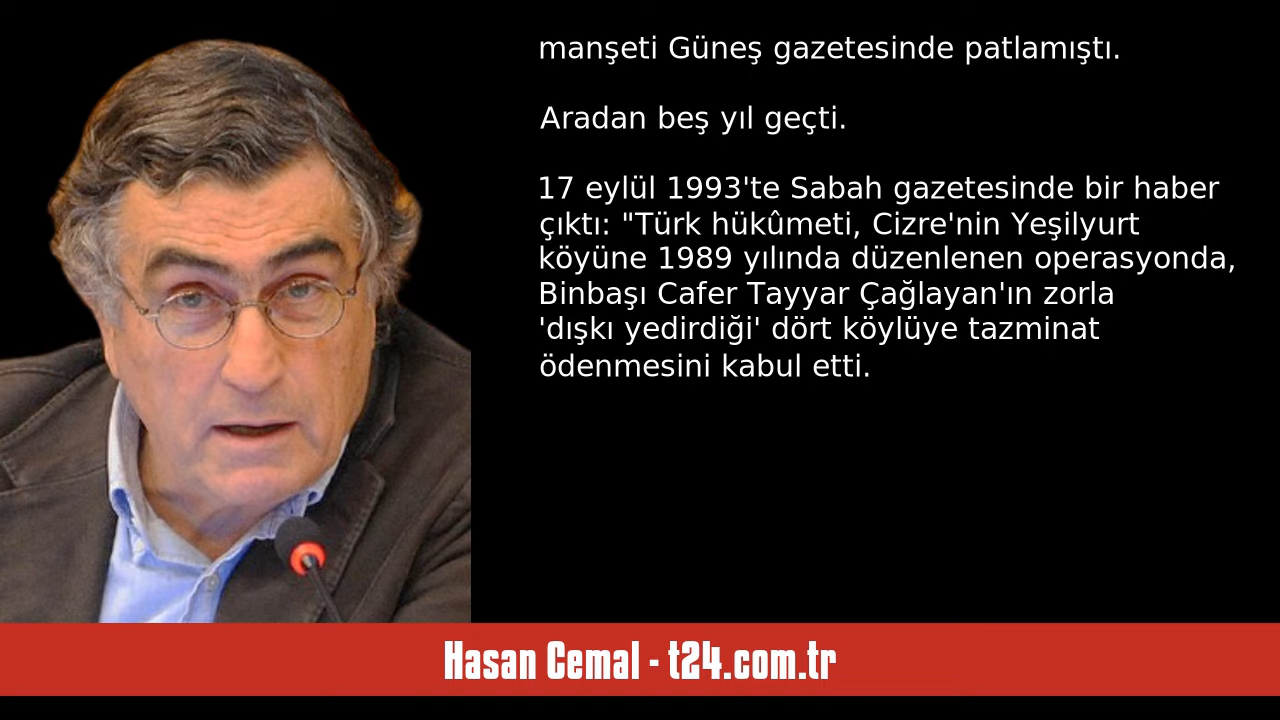 manşeti Güneş gazetesinde patlamıştı.
Aradan beş yıl geçti.
17 eylül 1993'te Sabah gazetesinde bir haber
çıktı: "Türk hükûmeti, Cizre'nin Yeşilyurt
köyüne 1989 yılında düzenlenen operasyonda,
Binbaşı Cafer Tayyar Çağlayan'ın zorla
'dışkı yedirdiği' dört köylüye tazminat
ödenmesini kabul etti.
Hasan Cemal - t24.com.tr